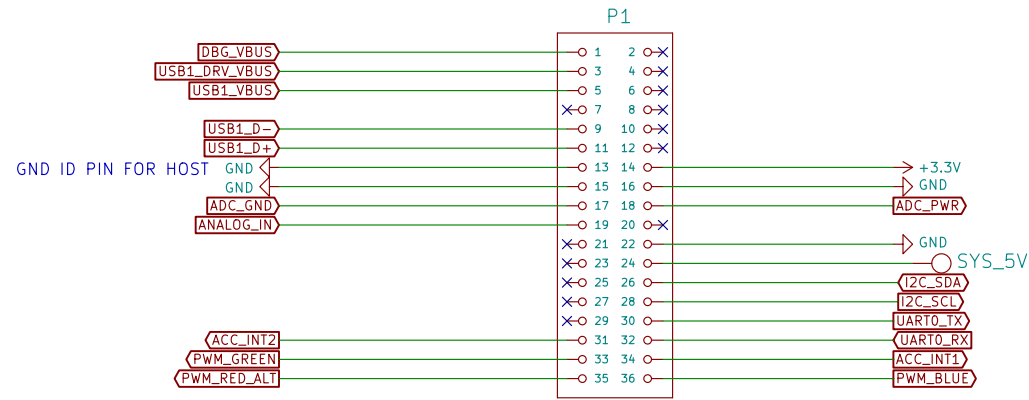 P1
DBG_VBUS 1 2
USB1_DRV_VBUS 3 4
USB1_VBUS 5 6
7 8
USB1_D- 9 10
USB1_D+ 11 12
GND ID PIN FOR HOST GND 13 14 +3.3V
GND 15 16 GND
ADC_GND 17 18 ADC_PWR
ANALOG_IN 19 20
21 22 GND
23 24 SYS_5V
25 26 I2C_SDA
27 28 I2C_SCL
29 30 UART0_TX
ACC_INT2 31 32 UART0_RX
PWM_GREEN 33 34 ACC_INT1
PWM_RED_ALT 35 36 PWM_BLUE